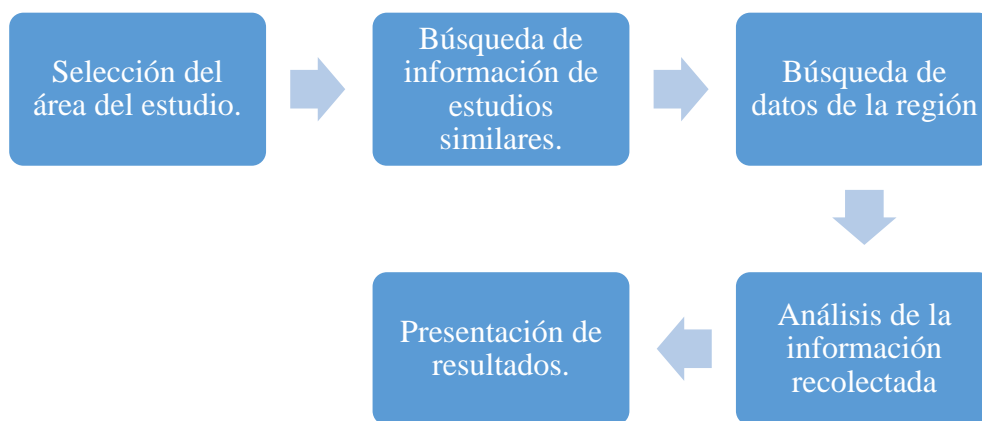 Selección del
área del estudio.
Búsqueda de
información de
estudios
similares.
Búsqueda de
datos de la región
Análisis de la
información
recolectada
Presentación de
resultados.